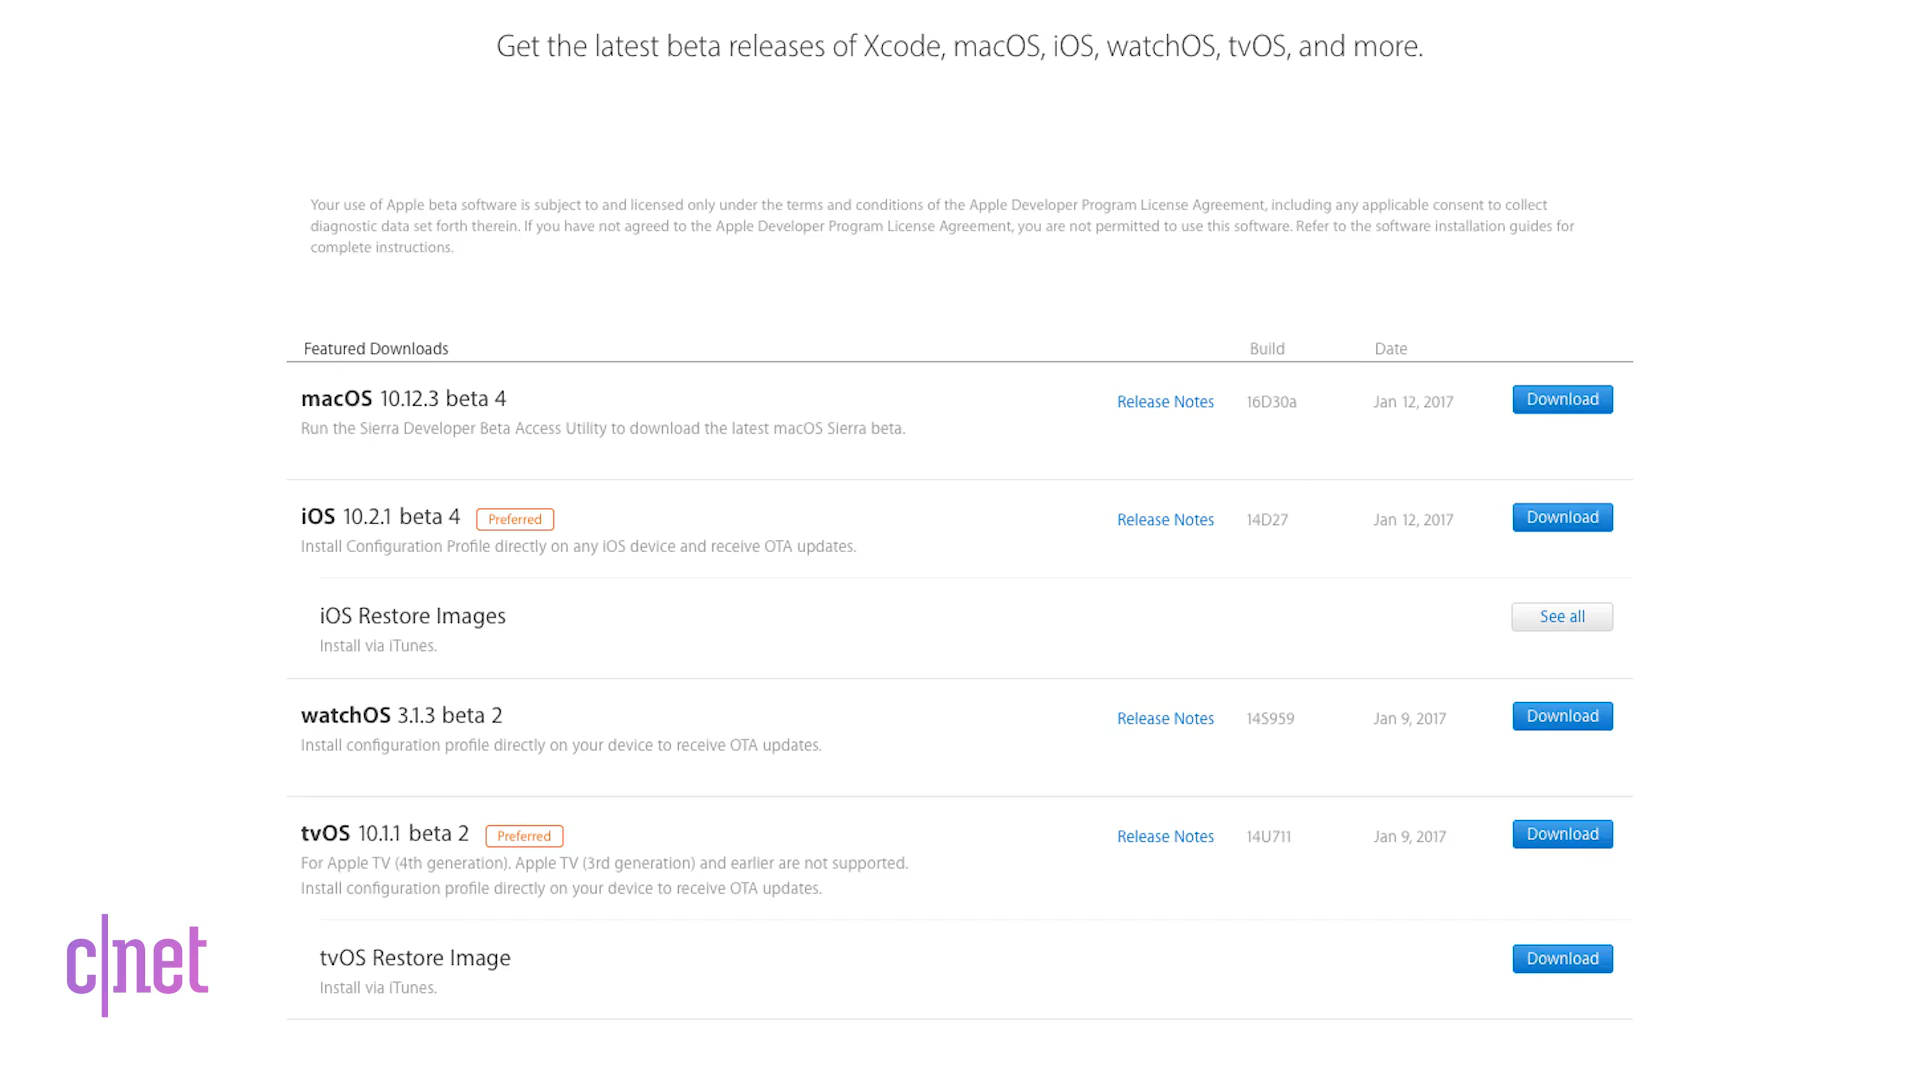 Get the latest beta releases of Xcode, macOS, iOS, watchOS, tvOS, and more.
Your use of Apple beta software is subject to and licensed only under the terms and conditions of the Apple Developer Program License Agreement, including any applicable consent to collect
diagnostic data set forth therein. If you have not agreed to the Apple Developer Program License Agreement, you are not permitted to use this software. Refer to the software installation guides for
complete instructions.
Featured Downloads Build Date
macOS 10.12.3 beta 4 Release Notes 16D30a Jan 12, 2017 Download
Run the Sierra Developer Beta Access Utility to download the latest macOS Sierra beta.
iOS 10.2.1 beta 4 Preferred Release Notes 14D27 Jan 12, 2017 Download
Install Configuration Profile directly on any iOS device and receive OTA updates.
iOS Restore Images See all
Install via iTunes.
watchOS 3.1.3 beta 2 Release Notes 14S959 Jan 9, 2017 Download
Install configuration profile directly on your device to receive OTA updates.
tvOS 10.1.1 beta 2 Preferred Release Notes 14U711 Jan 9, 2017 Download
For Apple TV (4th generation). Apple TV (3rd generation) and earlier are not supported.
Install configuration profile directly on your device to receive OTA updates.
tvOS Restore Image Download
Install via iTunes.
c|net